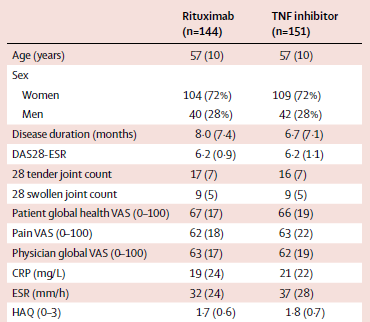 Rituximab TNF inhibitor
(n=144) (n=151)
Age (years) 57 (10) 57 (10)
Sex
Women 104 (72%) 109 (72%)
Men 40 (28%) 42 (28%)
Disease duration (months) 8·0 (7·4) 6·7 (7·1)
DAS28-ESR 6·2 (0·9) 6·2 (1·1)
28 tender joint count 17 (7) 16 (7)
28 swollen joint count 9 (5) 9 (5)
Patient global health VAS (0–100) 67 (17) 66 (19)
Pain VAS (0–100) 62 (18) 63 (22)
Physician global VAS (0–100) 63 (17) 62 (19)
CRP (mg/L) 19 (24) 21 (22)
ESR (mm/h) 32 (24) 37 (28)
HAQ (0–3) 1·7 (0·6) 1·8 (0·7)